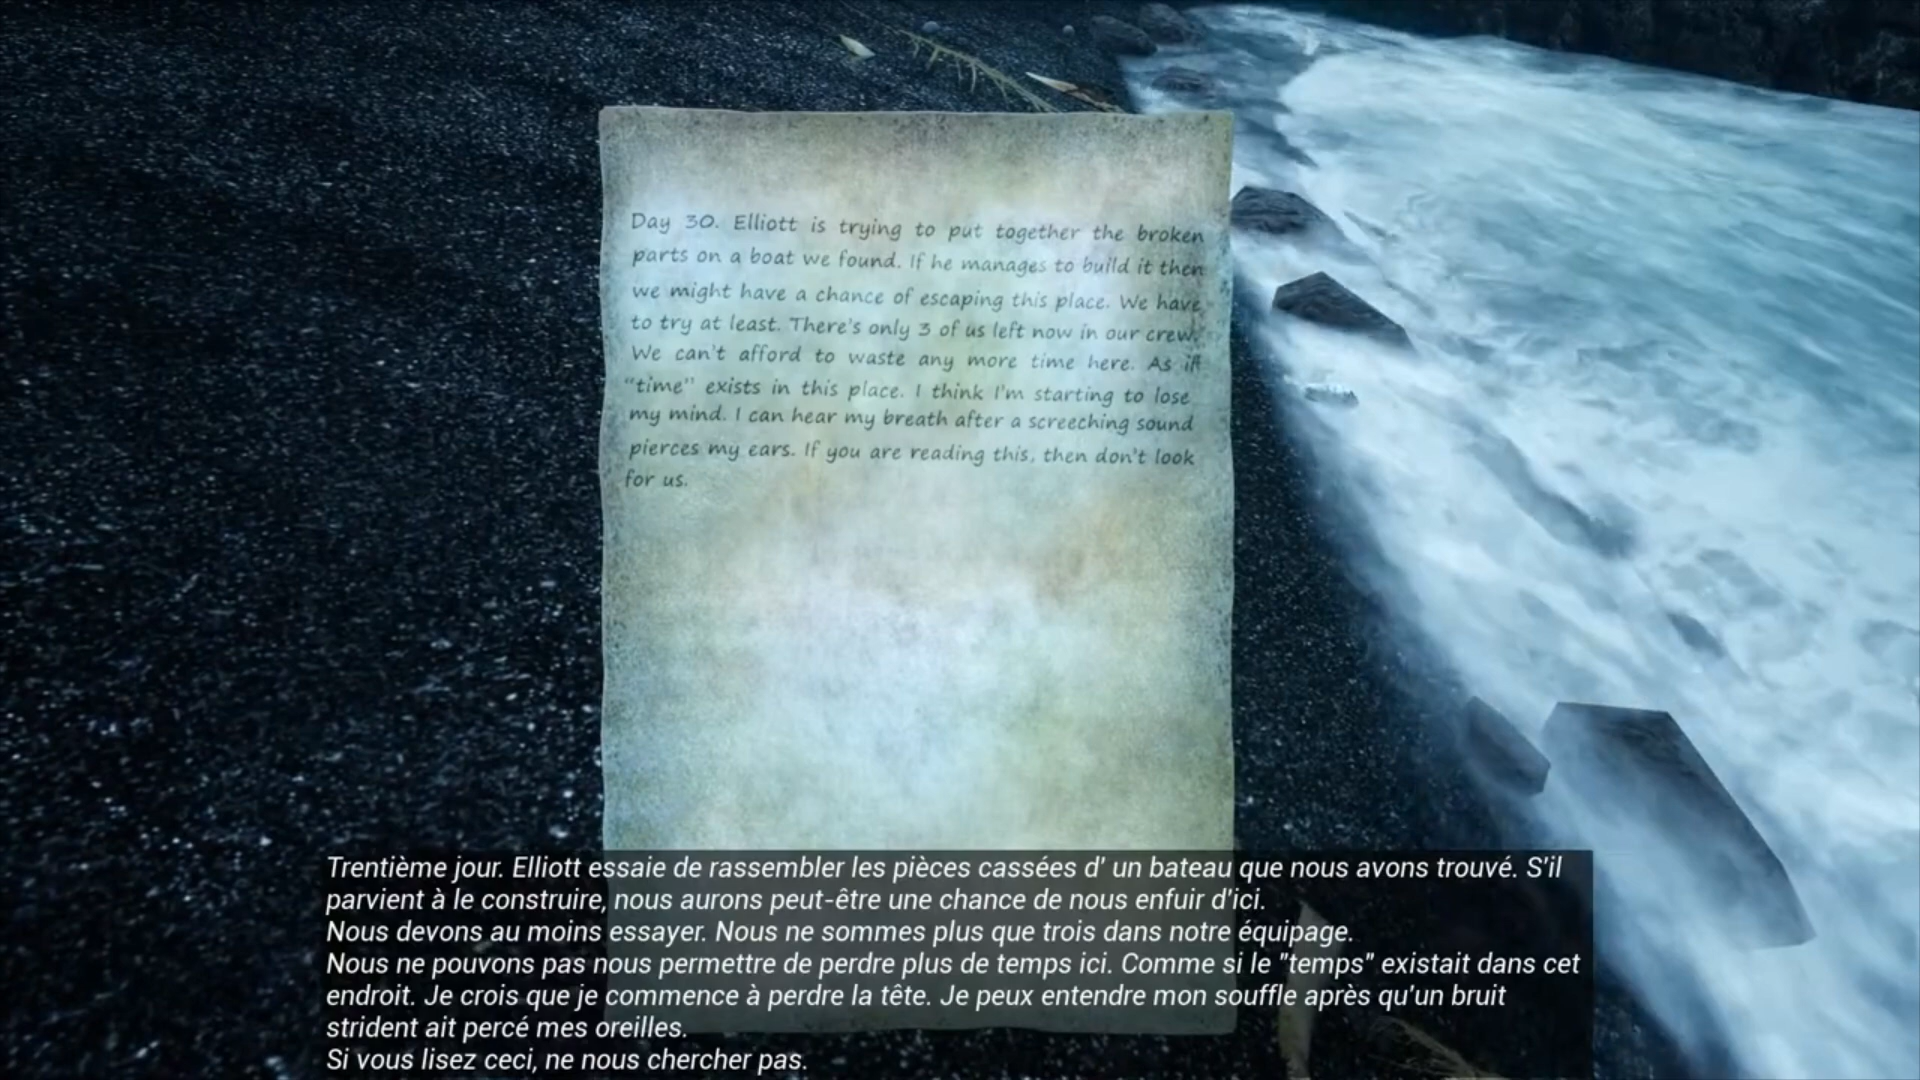 Day 30. Elliott is trying to put together the broken
parts on a boat we found. If he manages to build it then
we might have a chance of escaping this place. We have
to try at least. There's only 3 of us left now in our crew.
We can't afford to waste any more time here. As if
"time" exists in this place. I think I'm starting to lose
my mind. I can hear my breath after a screeching sound
pierces my ears. If you are reading this, then don't look
for us.
Trentième jour. Elliott essaie de rassembler les pièces cassées d' un bateau que nous avons trouvé. S'il
parvient à le construire, nous aurons peut-être une chance de nous enfuir d'ici.
Nous devons au moins essayer. Nous ne sommes plus que trois dans notre équipage.
Nous ne pouvons pas nous permettre de perdre plus de temps ici. Comme si le "temps" existait dans cet
endroit. Je crois que je commence à perdre la tête. Je peux entendre mon souffle après qu'un bruit
strident ait percé mes oreilles.
Si vous lisez ceci, ne nous chercher pas.